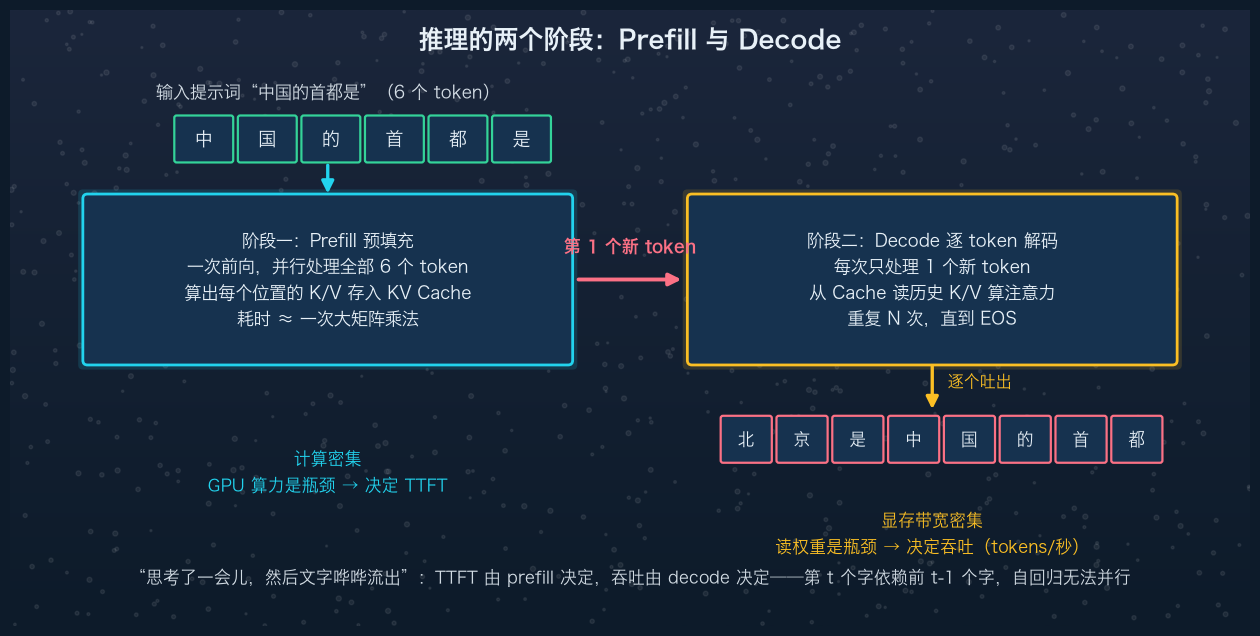 推理的两个阶段：Prefill 与 Decode
输入提示词“中国的首都是”（6 个 token）
中 国 的 首 都 是
阶段一：Prefill 预填充
一次前向，并行处理全部 6 个 token
算出每个位置的 K/V 存入 KV Cache
耗时 ≈ 一次大矩阵乘法
第 1 个新 token
阶段二：Decode 逐 token 解码
每次只处理 1 个新 token
从 Cache 读历史 K/V 算注意力
重复 N 次，直到 EOS
逐个吐出
北 京 是 中 国 的 首 都
计算密集
GPU 算力是瓶颈 → 决定 TTFT
显存带宽密集
读权重是瓶颈 → 决定吞吐（tokens/秒）
“思考了一会儿，然后文字哗哗流出”：TTFT 由 prefill 决定，吞吐由 decode 决定——第 t 个字依赖前 t-1 个字，自回归无法并行